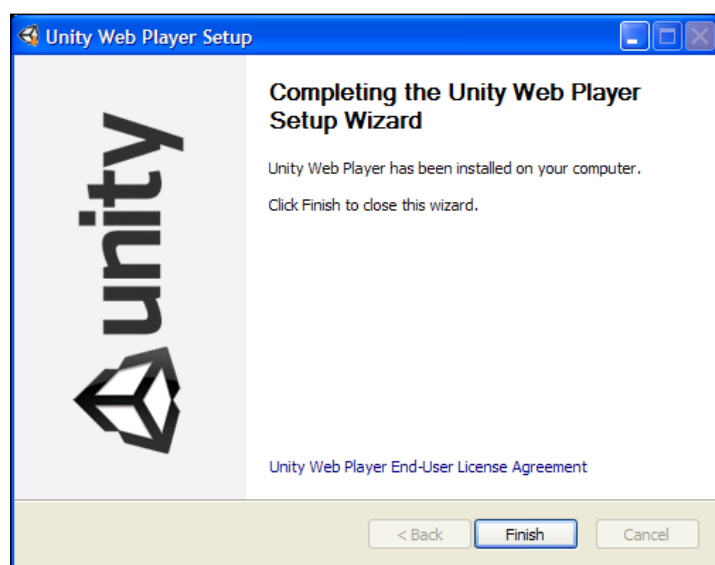 Unity Web Player Setup
unity
Completing the Unity Web Player
Setup Wizard
Unity Web Player has been installed on your computer.
Click Finish to close this wizard.
Unity Web Player End-User License Agreement
< Back
Finish
Cancel